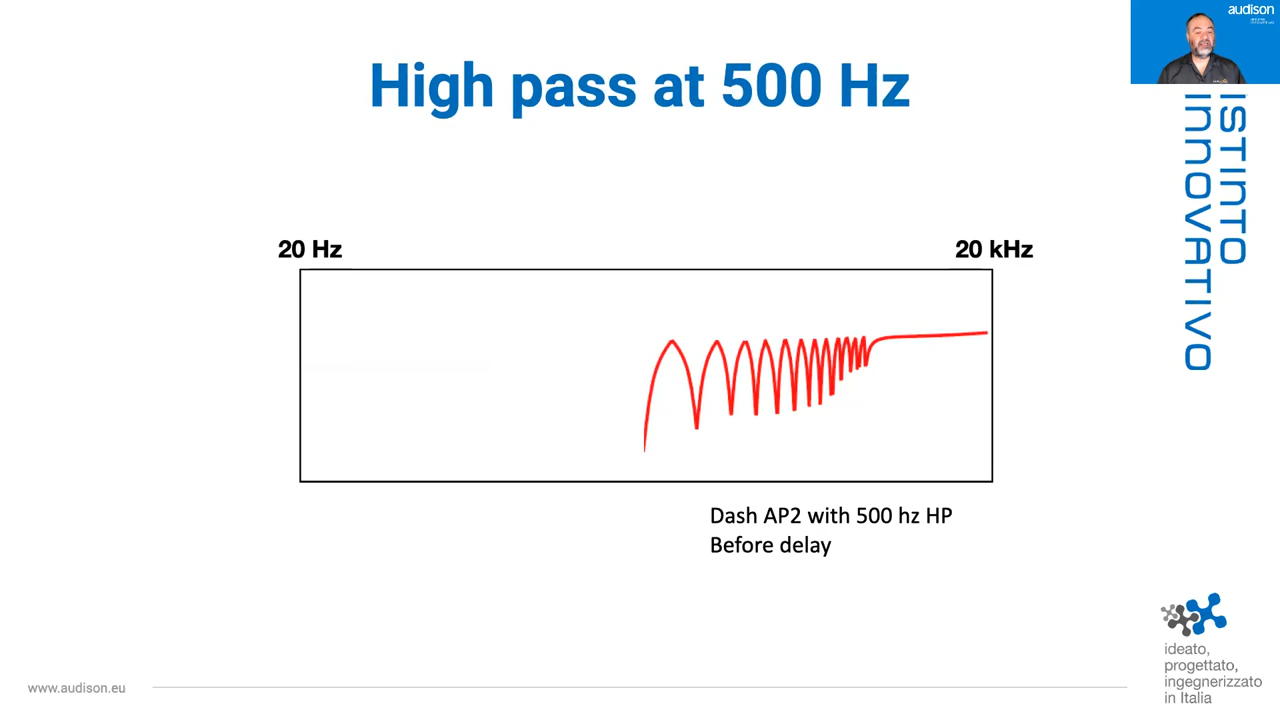 audison
High pass at 500 Hz
ISTINTO
INNOVATIVO
20 Hz
20 kHz
Dash AP2 with 500 hz HP
Before delay
ideato,
progettato,
ingegnerizzato
in Italia
www.audison.eu